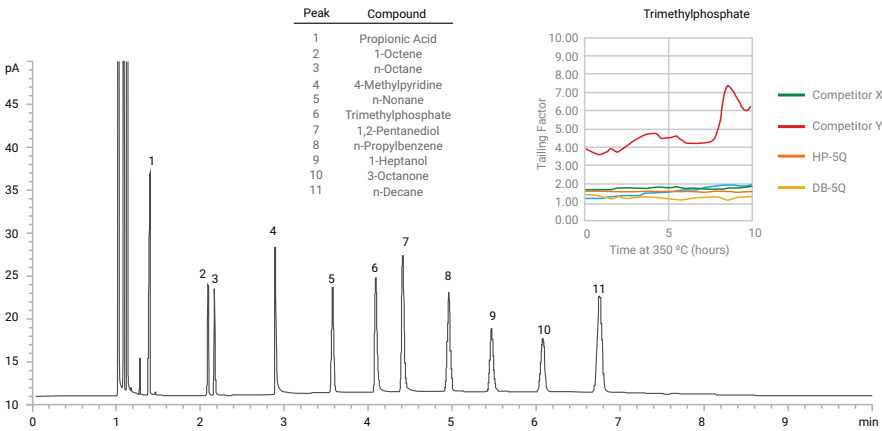 Peak Compound
1 Propionic Acid
2 1-Octene
3 n-Octane
4 4-Methylpyridine
5 n-Nonane
6 Trimethylphosphate
7 1,2-Pentanediol
8 n-Propylbenzene
9 1-Heptanol
10 3-Octanone
11 n-Decane
Trimethylphosphate
10.00
9.00
8.00
7.00
6.00
5.00
4.00
3.00
2.00
1.00
0.00
Tailing Factor
0 5 10
Time at 350 ºC (hours)
Competitor X
Competitor Y
HP-5Q
DB-5Q
pA
45
40
35
30
25
20
15
10
1
2
3
4
5
6
7
8
9
10
11
0 1 2 3 4 5 6 7 8 9 min